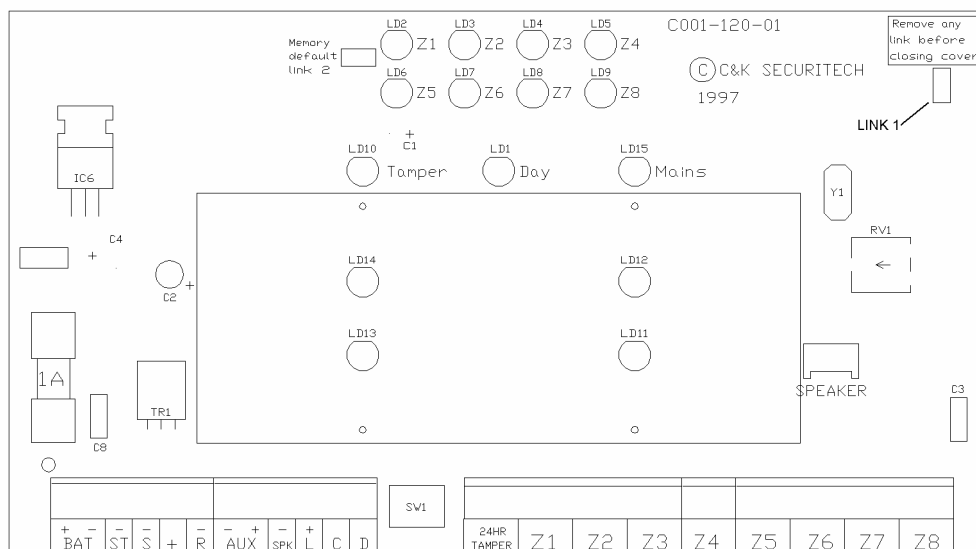 LD2 LD3 LD4 LD5 C001-120-01
Remove any
link before
closing cover
Memory
default
link 2
Z1 Z2 Z3 Z4
© C&K SECURITECH
1997
LD6 LD7 LD8 LD9
Z5 Z6 Z7 Z8
LINK 1
+
C1
LD10 LD1 LD15
Tamper Day Mains
IC6
Y1
C4
+
RV1
LD14 LD12
+
C2
LD13 LD11
1A
SPEAKER
C3
TR1
C8
SW1
+ - - - - - + - +
BAT ST S + R AUX SPK L C D
24HR
TAMPER Z1 Z2 Z3 Z4 Z5 Z6 Z7 Z8